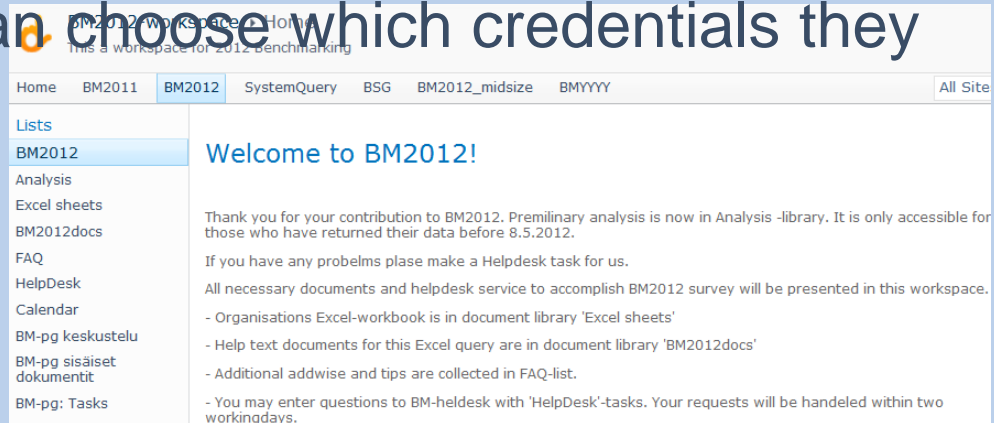 an choose which credentials they
BM2012-workspace › Home
This a workspace for 2012 Benchmarking
Home BM2011 BM2012 SystemQuery BSG BM2012_midsize BMYYYY All Site
Lists
BM2012
Analysis
Excel sheets
BM2012docs
FAQ
HelpDesk
Calendar
BM-pg keskustelu
BM-pg sisäiset
dokumentit
BM-pg: Tasks
Welcome to BM2012!
Thank you for your contribution to BM2012. Premilinary analysis is now in Analysis -library. It is only accessible for
those who have returned their data before 8.5.2012.
If you have any probelms plase make a Helpdesk task for us.
All necessary documents and helpdesk service to accomplish BM2012 survey will be presented in this workspace.
- Organisations Excel-workbook is in document library 'Excel sheets'
- Help text documents for this Excel query are in document library 'BM2012docs'
- Additional addwise and tips are collected in FAQ-list.
- You may enter questions to BM-heldesk with 'HelpDesk'-tasks. Your requests will be handeled within two
workingdays.